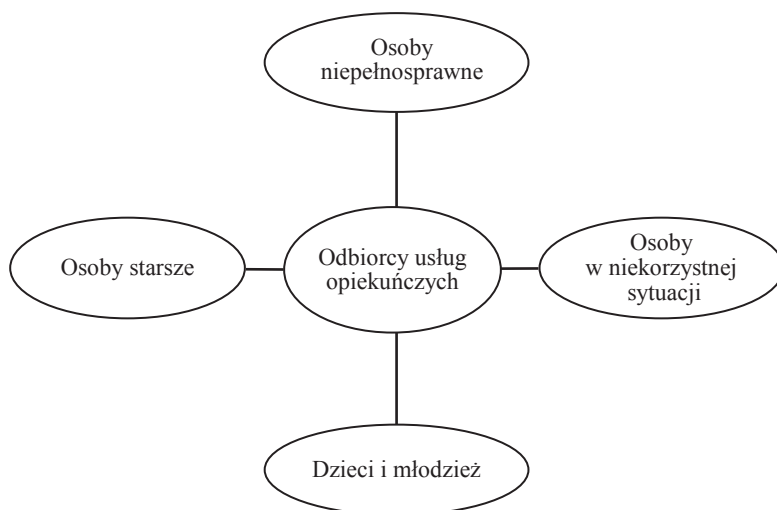 Osoby
niepełnosprawne
Osoby starsze
Odbiorcy usług
opiekuńczych
Osoby
w niekorzystnej
sytuacji
Dzieci i młodzież